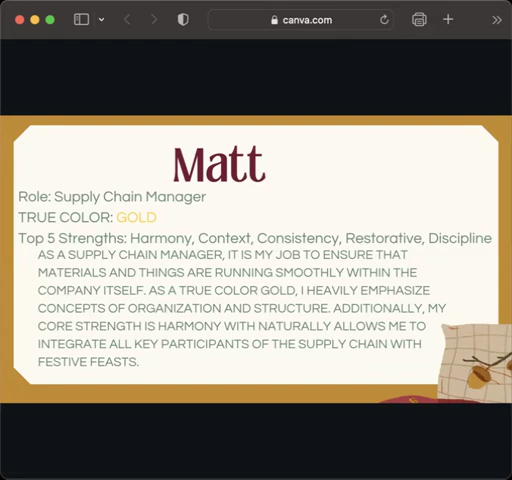 canva.com
Matt
Role: Supply Chain Manager
TRUE COLOR: GOLD
Top 5 Strengths: Harmony, Context, Consistency, Restorative, Discipline
AS A SUPPLY CHAIN MANAGER, IT IS MY JOB TO ENSURE THAT
MATERIALS AND THINGS ARE RUNNING SMOOTHLY WITHIN THE
COMPANY ITSELF. AS A TRUE COLOR GOLD, I HEAVILY EMPHASIZE
CONCEPTS OF ORGANIZATION AND STRUCTURE. ADDITIONALLY, MY
CORE STRENGTH IS HARMONY WITH NATURALLY ALLOWS ME TO
INTEGRATE ALL KEY PARTICIPANTS OF THE SUPPLY CHAIN WITH
FESTIVE FEASTS.